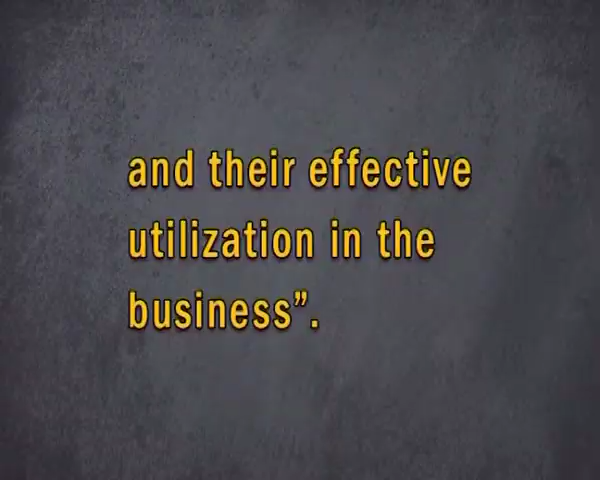 and their effective
utilization in the
business”.